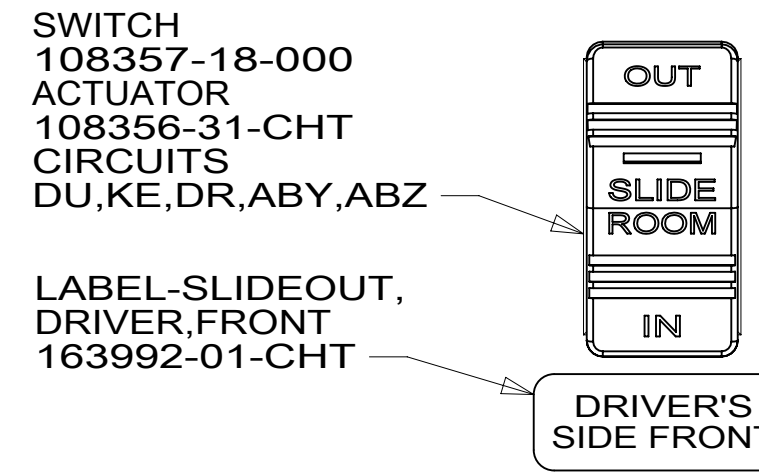 SWITCH
108357-18-000
ACTUATOR
108356-31-CHT
CIRCUITS
DU,KE,DR,ABY,ABZ
OUT
SLIDE
ROOM
IN
LABEL-SLIDEOUT,
DRIVER,FRONT
163992-01-CHT
DRIVER'S
SIDE FRONT